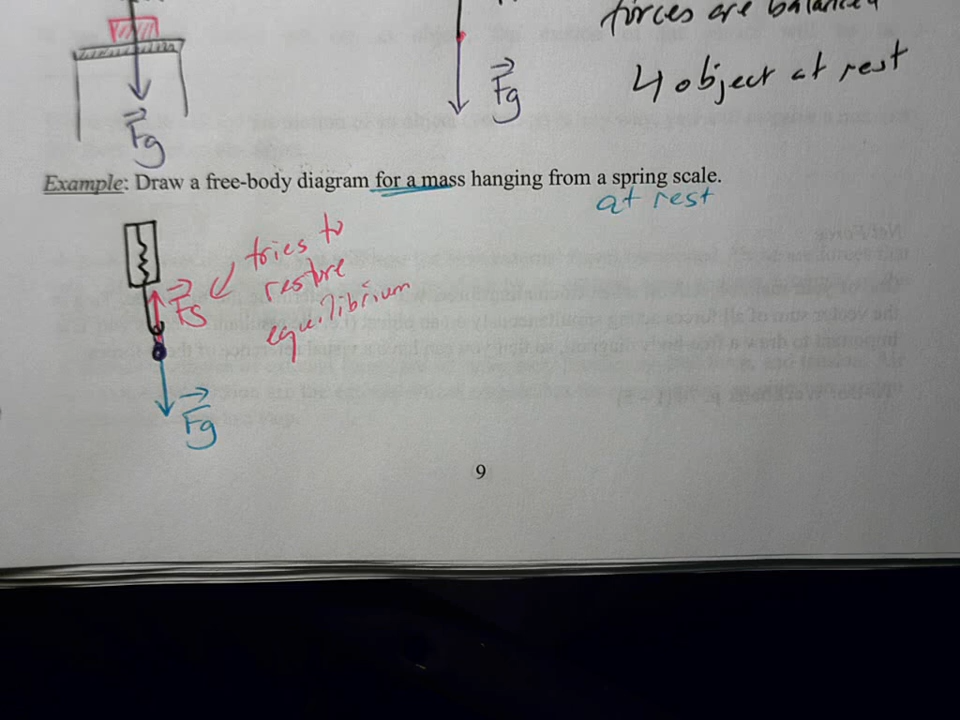 forces are balanced
Fg
Fg
↳ object at rest
Example: Draw a free-body diagram for a mass hanging from a spring scale.
at rest
Fs
tries to
restore
equilibrium
Fg
9